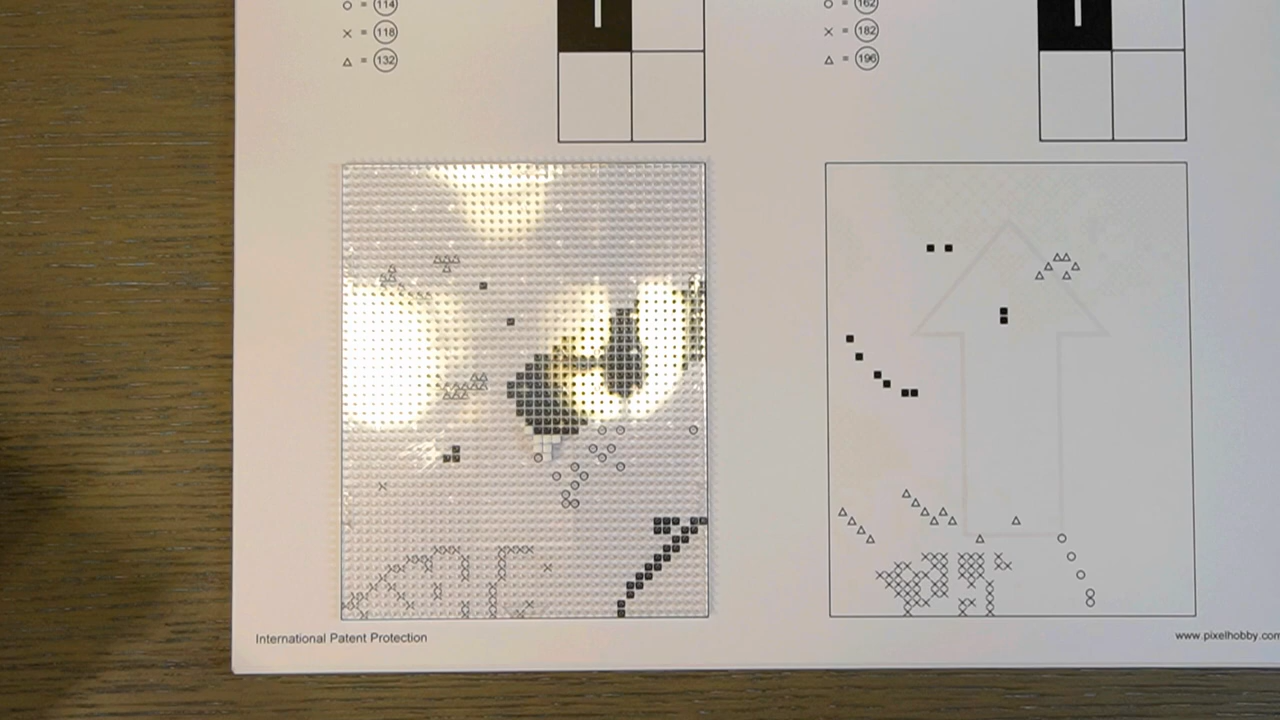 ○ = 114
× = 118
△ = 132
○ = 162
× = 182
△ = 196
International Patent Protection
www.pixelhobby.com